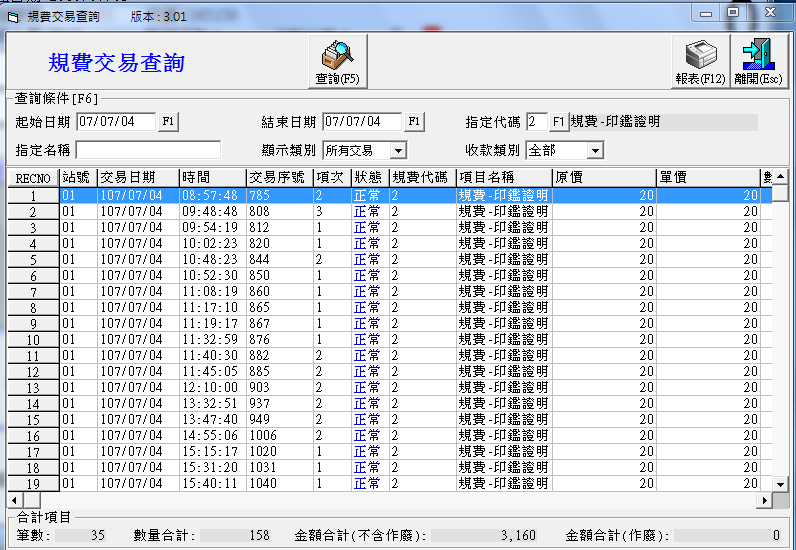 規費交易查詢 版本 : 3.01
規費交易查詢
查詢(F5)
報表(F12)
離開(Esc)
查詢條件[F6]
起始日期 07/07/04 F1 結束日期 07/07/04 F1 指定代碼 2 F1 規費-印鑑證明
指定名稱 顯示類別 所有交易 收款類別 全部
RECNO 站號 交易日期 時間 交易序號 項次 狀態 規費代碼 項目名稱 原價 單價
1 01 107/07/04 08:57:48 785 2 正常 2 規費-印鑑證明 20 20
2 01 107/07/04 09:48:48 808 3 正常 2 規費-印鑑證明 20 20
3 01 107/07/04 09:54:19 812 1 正常 2 規費-印鑑證明 20 20
4 01 107/07/04 10:02:23 820 1 正常 2 規費-印鑑證明 20 20
5 01 107/07/04 10:48:23 844 2 正常 2 規費-印鑑證明 20 20
6 01 107/07/04 10:52:30 850 1 正常 2 規費-印鑑證明 20 20
7 01 107/07/04 11:08:19 860 1 正常 2 規費-印鑑證明 20 20
8 01 107/07/04 11:17:10 865 1 正常 2 規費-印鑑證明 20 20
9 01 107/07/04 11:19:17 867 1 正常 2 規費-印鑑證明 20 20
10 01 107/07/04 11:32:59 876 1 正常 2 規費-印鑑證明 20 20
11 01 107/07/04 11:40:30 882 2 正常 2 規費-印鑑證明 20 20
12 01 107/07/04 11:45:05 885 2 正常 2 規費-印鑑證明 20 20
13 01 107/07/04 12:10:00 903 2 正常 2 規費-印鑑證明 20 20
14 01 107/07/04 13:32:51 937 2 正常 2 規費-印鑑證明 20 20
15 01 107/07/04 13:47:40 949 2 正常 2 規費-印鑑證明 20 20
16 01 107/07/04 14:55:06 1006 2 正常 2 規費-印鑑證明 20 20
17 01 107/07/04 15:15:17 1020 1 正常 2 規費-印鑑證明 20 20
18 01 107/07/04 15:31:20 1031 1 正常 2 規費-印鑑證明 20 20
19 01 107/07/04 15:40:11 1040 1 正常 2 規費-印鑑證明 20 20
合計項目
筆數: 35 數量合計: 158 金額合計(不含作廢): 3,160 金額合計(作廢): 0